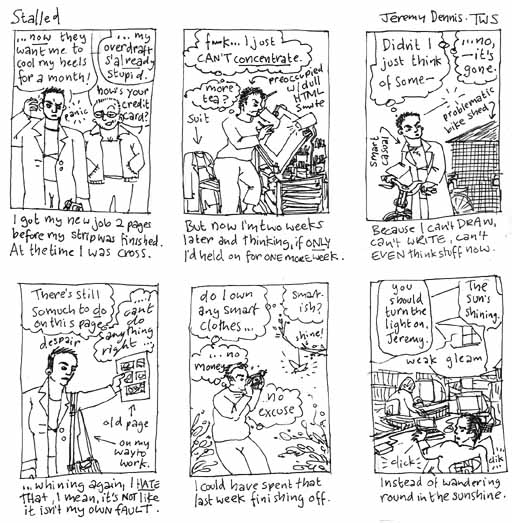 Stalled
Jeremy Dennis. TWS
...now they
want me to
cool my heels
for a month!
...my
overdraft
s'already
stupid.
panic
how's your
credit
card?
I got my new job 2 pages
before my strip was finished.
At the time I was cross.
f**k... I just
CAN'T concentrate.
more
tea?
preoccupied
w/ dull
HTML
suit
But now I'm two weeks
later and thinking, if ONLY
I'd held on for ONE MORE WEEK.
Didn't I
just think
of some—
...no,
—it's
gone.
smart
casual
problematic
bike shed
Because I can't DRAW,
can't WRITE, can't
EVEN think stuff now.
There's still
so much to do
on this page
...I
cant
do
anything
right...
despair
old page
on my
way to
work.
...whining again, I HATE
THAT, I mean, it's NOT like
it isn't my own FAULT.
do I own
any smart
clothes...
smart-
ish?
shine!
...no
money
no
excuse
I could have spent that
last week finishing off.
you
should
turn the
light on,
Jeremy.
The
Sun's
shining.
weak gleam
click
clik
Instead of wandering
round in the sunshine.